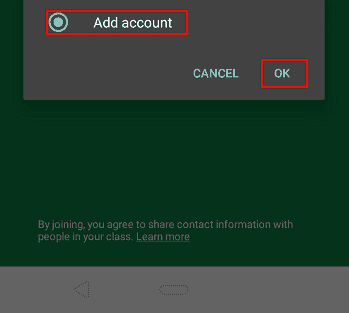 Add account
CANCEL OK
By joining, you agree to share contact information with
people in your class. Learn more